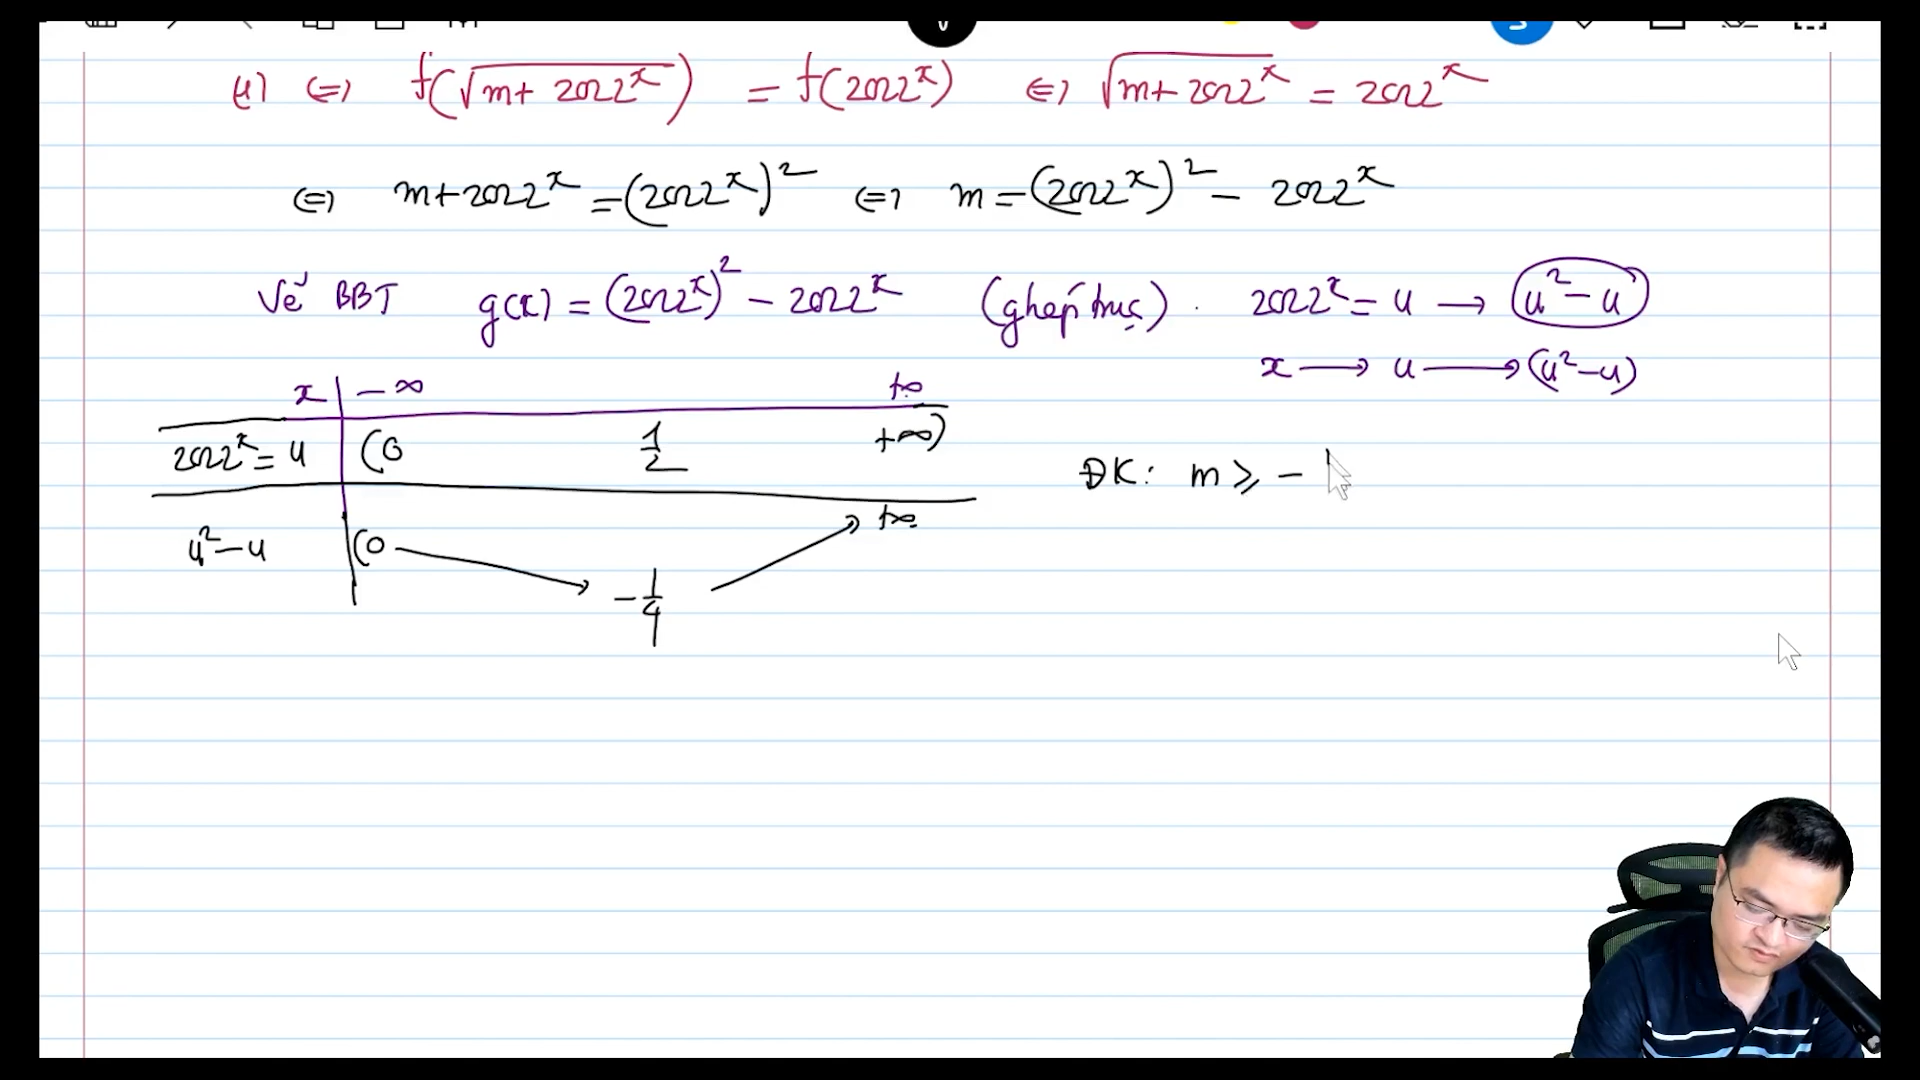 (1) ⇔ f(√(m+2022^x)) = f(2022^x) ⇔ √(m+2022^x) = 2022^x
⇔ m+2022^x = (2022^x)^2 ⇔ m = (2022^x)^2 - 2022^x
Vẽ BBT g(x) = (2022^x)^2 - 2022^x (ghép trục). 2022^x = u → u^2-u
x → u → (u^2-u)
x -∞ +∞
2022^x = u (0 1/2 +∞)
ĐK: m ≥ -
u^2-u (0 -1/4 +∞